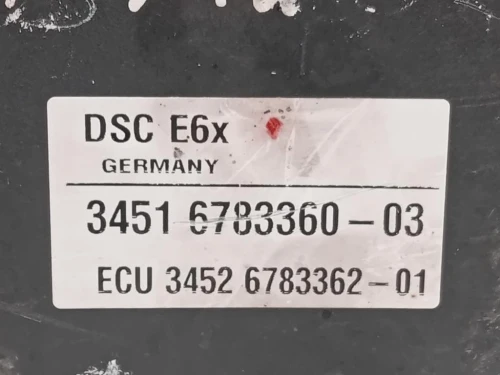 DSC E6x
GERMANY
3451 6783360-03
ECU 3452 6783362-01